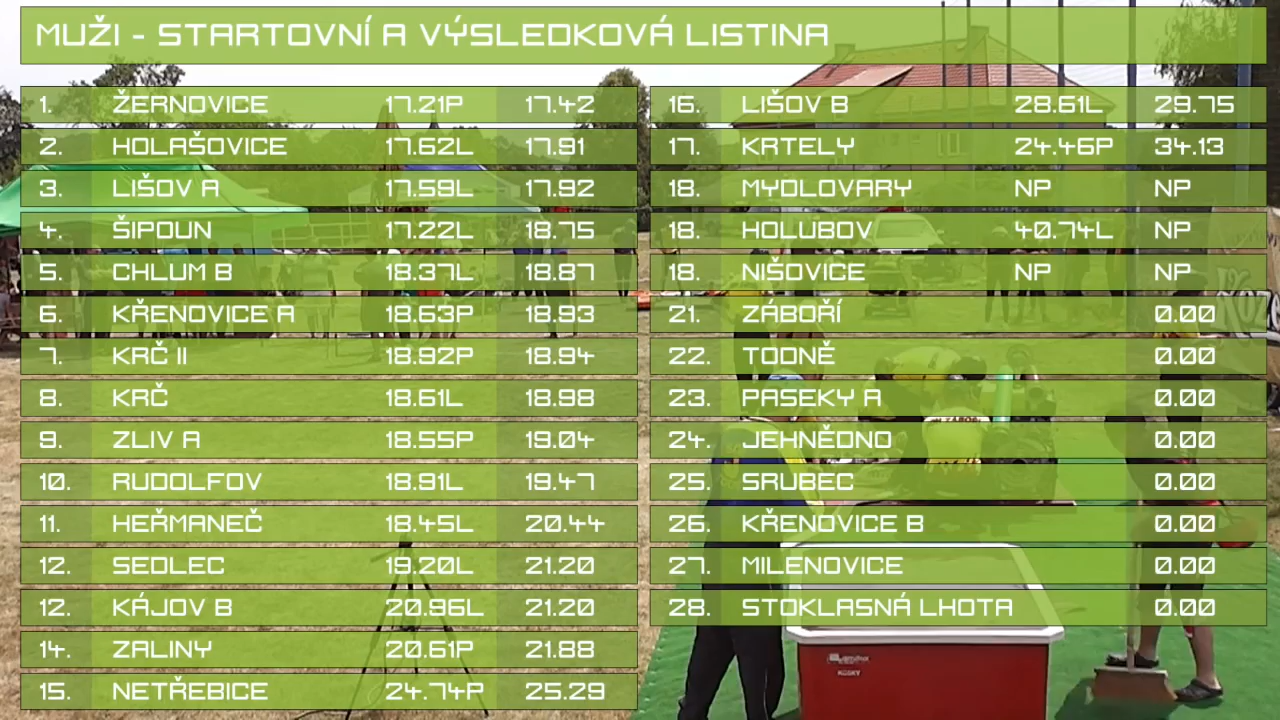 MUŽI - STARTOVNÍ A VÝSLEDKOVÁ LISTINA
1. ŽERNOVICE 17.21P 17.42
2. HOLAŠOVICE 17.62L 17.91
3. LIŠOV A 17.59L 17.92
4. ŠIPOUN 17.22L 18.75
5. CHLUM B 18.37L 18.87
6. KŘENOVICE A 18.63P 18.93
7. KRČ II 18.92P 18.94
8. KRČ 18.61L 18.98
9. ZLIV A 18.55P 19.04
10. RUDOLFOV 18.91L 19.47
11. HEŘMANEČ 18.45L 20.44
12. SEDLEC 19.20L 21.20
12. KÁJOV B 20.96L 21.20
14. ZALINY 20.61P 21.88
15. NETŘEBICE 24.74P 25.29
16. LIŠOV B 28.61L 29.75
17. KRTELY 24.46P 34.13
18. MYDLOVARY NP NP
18. HOLUBOV 40.74L NP
18. NIŠOVICE NP NP
21. ZÁBOŘÍ 0.00
22. TODNĚ 0.00
23. PASEKY A 0.00
24. JEHNĚDNO 0.00
25. SRUBEC 0.00
26. KŘENOVICE B 0.00
27. MILENOVICE 0.00
28. STOKLASNÁ LHOTA 0.00